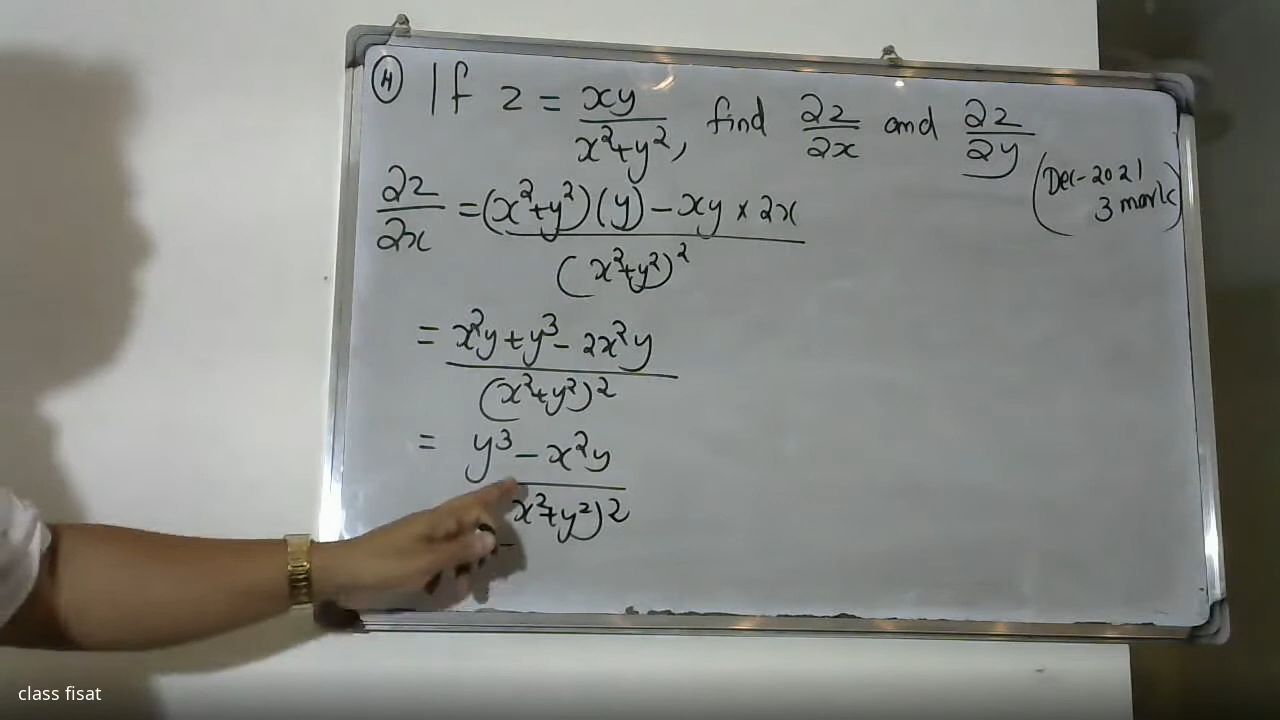 (4) If z = xy/(x²+y²), find ∂z/∂x and ∂z/∂y
(Dec-2021
3 mark)
∂z/∂x = (x²+y²)(y) - xy × 2x / (x²+y²)²
= x²y + y³ - 2x²y / (x²+y²)²
= y³ - x²y / x²+y²)²
class fisat